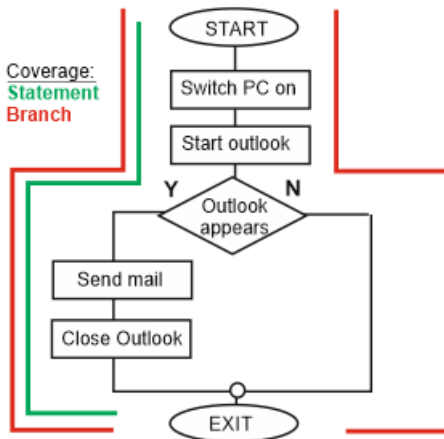 START
Coverage:
Statement
Branch
Switch PC on
Start outlook
Y
N
Outlook
appears
Send mail
Close Outlook
EXIT